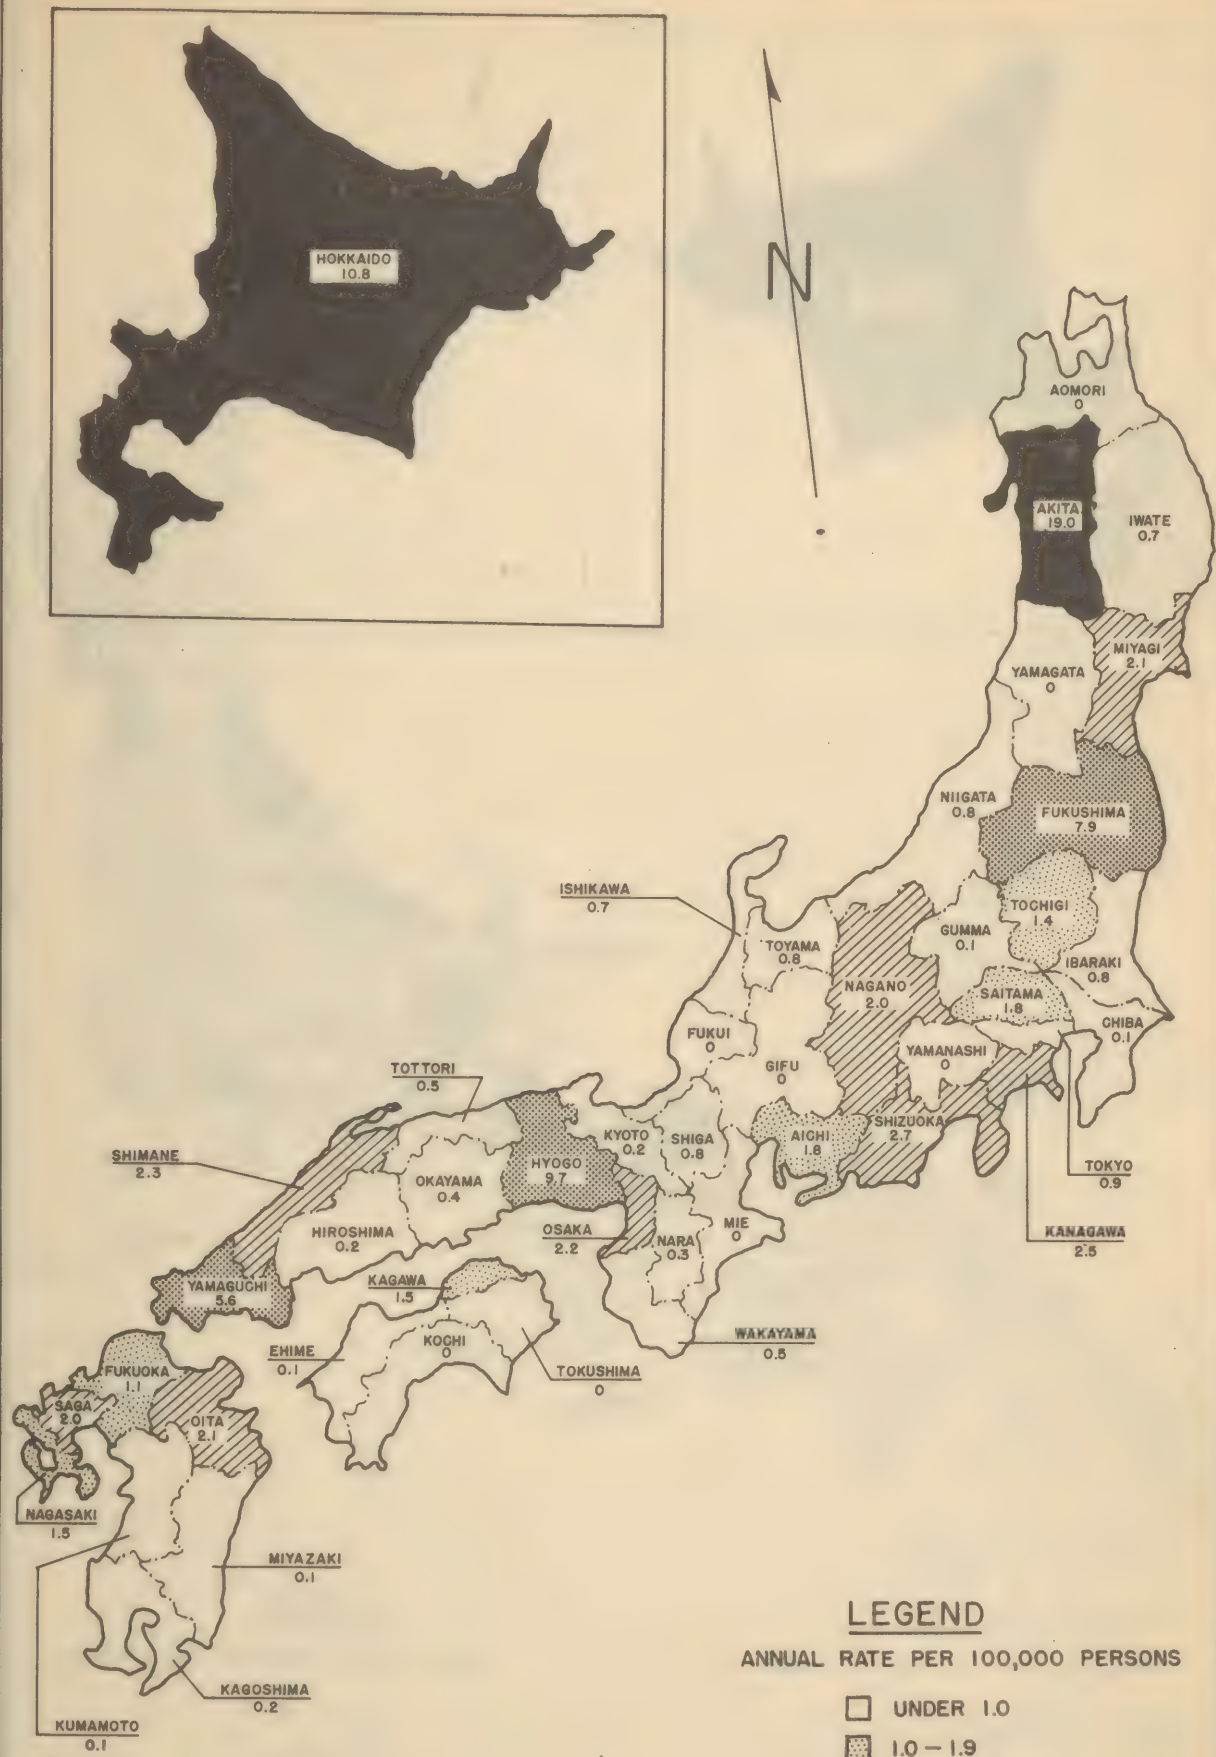 HOKKAIDO
10.8
N
AOMORI
0
AKITA
19.0
IWATE
0.7
MIYAGI
2.1
YAMAGATA
0
NIIGATA
0.8
FUKUSHIMA
7.9
ISHIKAWA
0.7
TOCHIGI
1.4
GUMMA
0.1
TOYAMA
0.8
IBARAKI
0.8
NAGANO
2.0
SAITAMA
1.8
CHIBA
0.1
FUKUI
0
YAMANASHI
0
GIFU
0
TOTTORI
0.5
SHIZUOKA
2.7
KYOTO
0.2
SHIGA
0.8
AICHI
1.8
SHIMANE
2.3
HYOGO
9.7
OKAYAMA
0.4
TOKYO
0.9
HIROSHIMA
0.2
OSAKA
2.2
MIE
0
NARA
0.3
KANAGAWA
2.5
YAMAGUCHI
5.6
KAGAWA
1.5
WAKAYAMA
0.5
KOCHI
0
EHIME
0.1
TOKUSHIMA
0
FUKUOKA
1.1
SAGA
2.0
OITA
2.1
NAGASAKI
1.5
MIYAZAKI
0.1
KAGOSHIMA
0.2
KUMAMOTO
0.1
LEGEND
ANNUAL RATE PER 100,000 PERSONS
UNDER 1.0
1.0 – 1.9